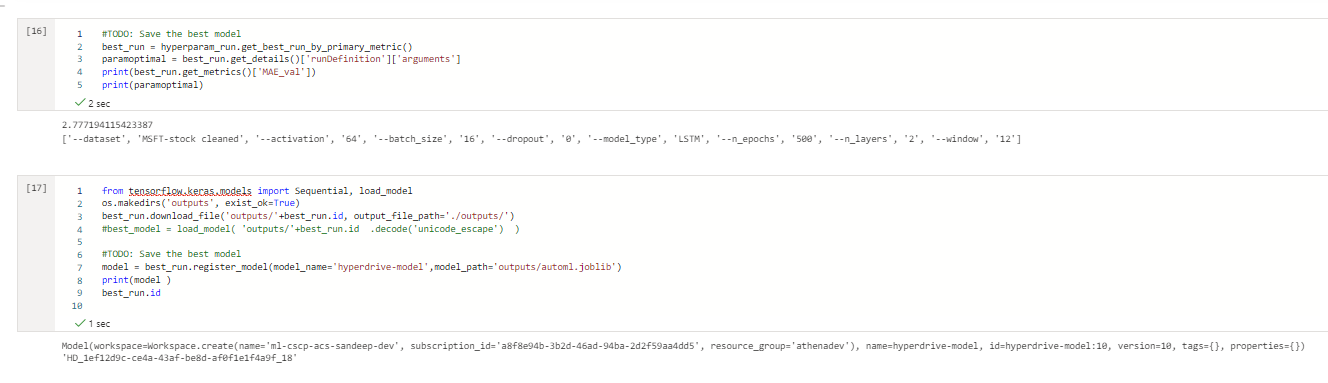 [16]
1 #TODO: Save the best model
2 best_run = hyperparam_run.get_best_run_by_primary_metric()
3 paramoptimal = best_run.get_details()['runDefinition']['arguments']
4 print(best_run.get_metrics()['MAE_val'])
5 print(paramoptimal)
2 sec
2.777194115423387
['--dataset', 'MSFT-stock cleaned', '--activation', '64', '--batch_size', '16', '--dropout', '0', '--model_type', 'LSTM', '--n_epochs', '500', '--n_layers', '2', '--window', '12']
[17]
1 from tensorflow.keras.models import Sequential, load_model
2 os.makedirs('outputs', exist_ok=True)
3 best_run.download_file('outputs/'+best_run.id, output_file_path='./outputs/')
4 #best_model = load_model( 'outputs/'+best_run.id  .decode('unicode_escape')  )
5
6 #TODO: Save the best model
7 model = best_run.register_model(model_name='hyperdrive-model',model_path='outputs/automl.joblib')
8 print(model )
9 best_run.id
10
1 sec
Model(workspace=Workspace.create(name='ml-cscp-acs-sandeep-dev', subscription_id='a8f8e94b-3b2d-46ad-94ba-2d2f59aa4dd5', resource_group='athenadev'), name=hyperdrive-model, id=hyperdrive-model:10, version=10, tags={}, properties={})
'HD_1ef12d9c-ce4a-43af-be8d-af0f1e1f4a9f_18'